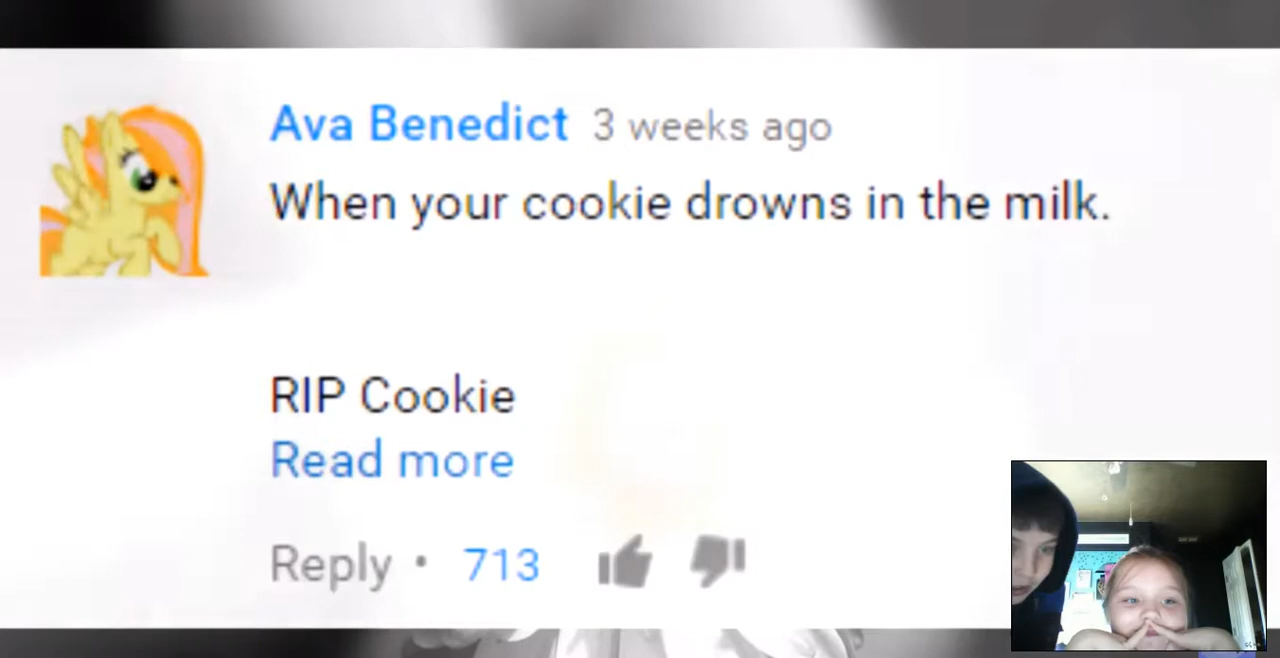 Ava Benedict 3 weeks ago
When your cookie drowns in the milk.
RIP Cookie
Read more
Reply • 713